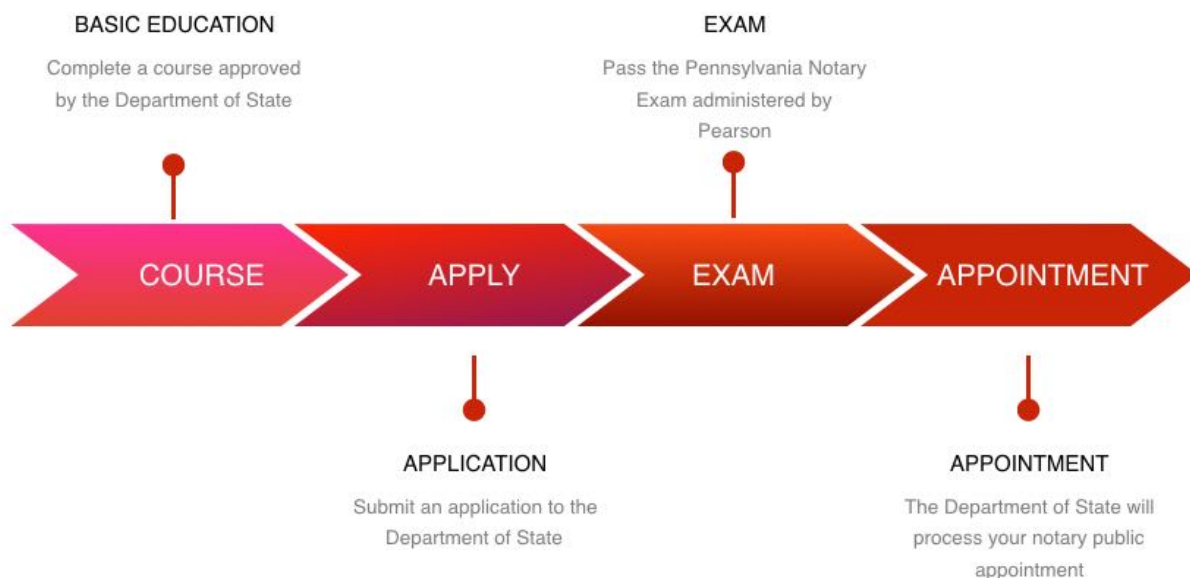 BASIC EDUCATION
Complete a course approved
by the Department of State
EXAM
Pass the Pennsylvania Notary
Exam administered by
Pearson
COURSE
APPLY
EXAM
APPOINTMENT
APPLICATION
Submit an application to the
Department of State
APPOINTMENT
The Department of State will
process your notary public
appointment